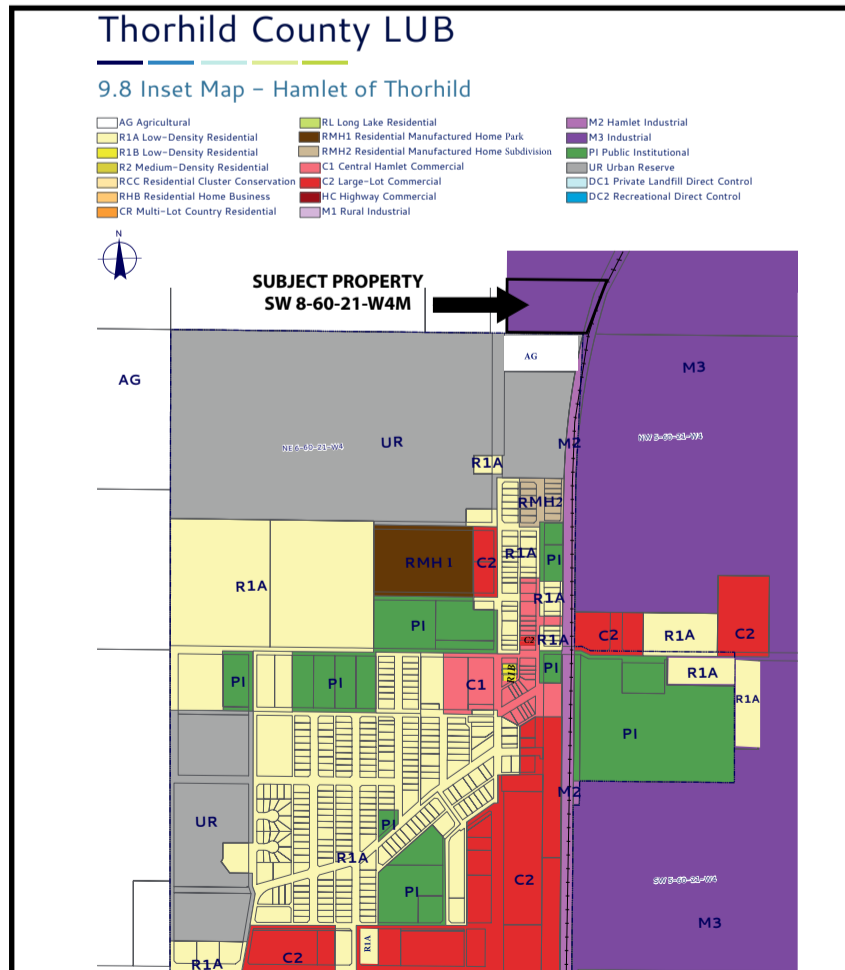 Thorhild County LUB
9.8 Inset Map - Hamlet of Thorhild
AG Agricultural
R1A Low-Density Residential
R1B Low-Density Residential
R2 Medium-Density Residential
RCC Residential Cluster Conservation
RHB Residential Home Business
CR Multi-Lot Country Residential
RL Long Lake Residential
RMH1 Residential Manufactured Home Park
RMH2 Residential Manufactured Home Subdivision
C1 Central Hamlet Commercial
C2 Large-Lot Commercial
HC Highway Commercial
M1 Rural Industrial
M2 Hamlet Industrial
M3 Industrial
PI Public Institutional
UR Urban Reserve
DC1 Private Landfill Direct Control
DC2 Recreational Direct Control
N
SUBJECT PROPERTY
SW 8-60-21-W4M
AG
AG
M3
UR
NE 6-60-21-W4
M2
NW 5-60-21-W4
R1A
RMH2
RMH 1
C2
R1A
PI
R1A
R1A
PI
C2
R1A
C2
R1A
C2
PI
PI
C1
R1B
PI
R1A
R1A
PI
M2
UR
PI
R1A
PI
C2
SW 5-60-21-W4
M3
R1A
C2
R1A